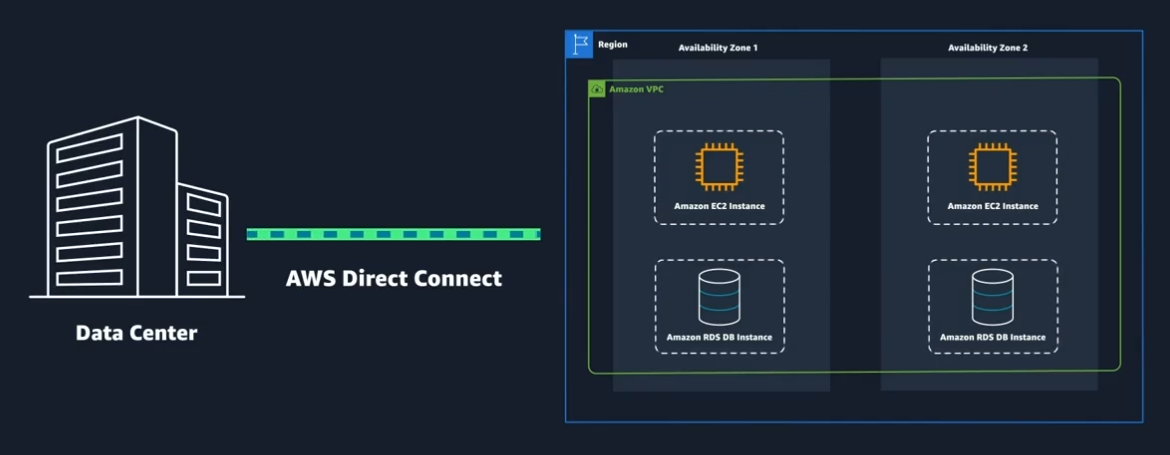 Region
Availability Zone 1
Availability Zone 2
Amazon VPC
Amazon EC2 Instance
Amazon EC2 Instance
AWS Direct Connect
Data Center
Amazon RDS DB Instance
Amazon RDS DB Instance